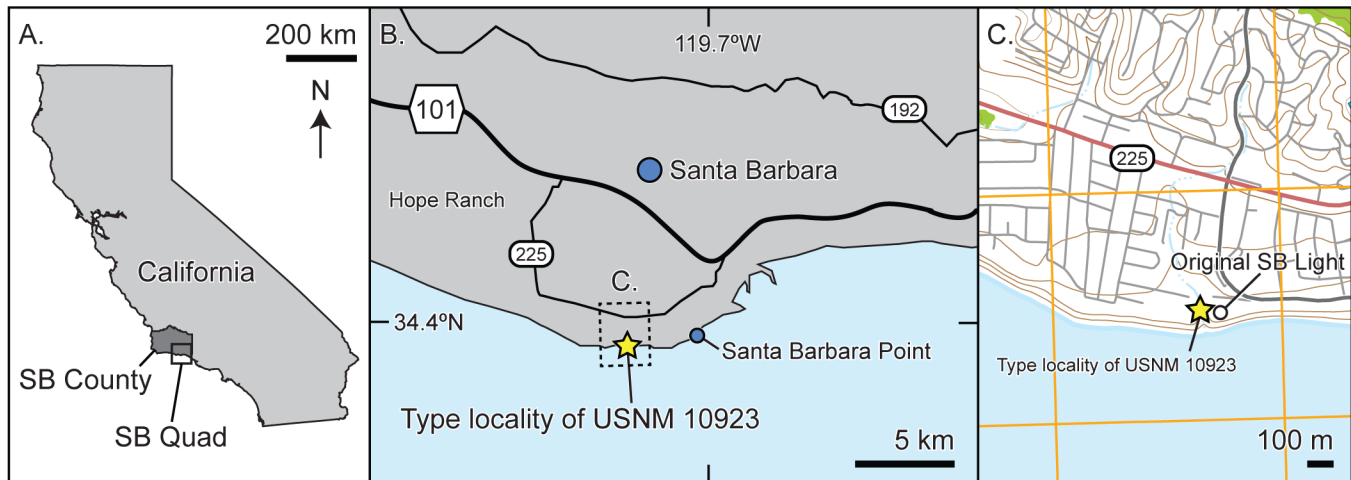 A.
200 km
N
California
SB County
SB Quad
B.
119.7ºW
101
192
Santa Barbara
Hope Ranch
225
C.
34.4ºN
Santa Barbara Point
Type locality of USNM 10923
5 km
C.
225
Original SB Light
Type locality of USNM 10923
100 m